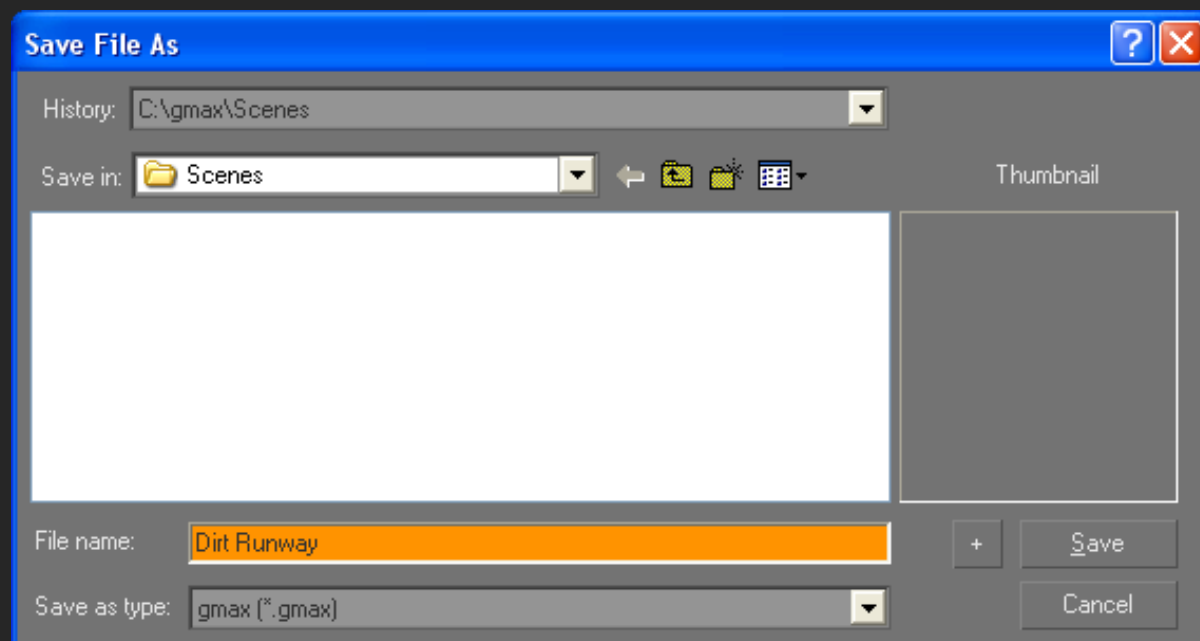 Save File As
History: C:\gmax\Scenes
Save in: Scenes
Thumbnail
File name: Dirt Runway
+ Save
Save as type: gmax (*.gmax)
Cancel